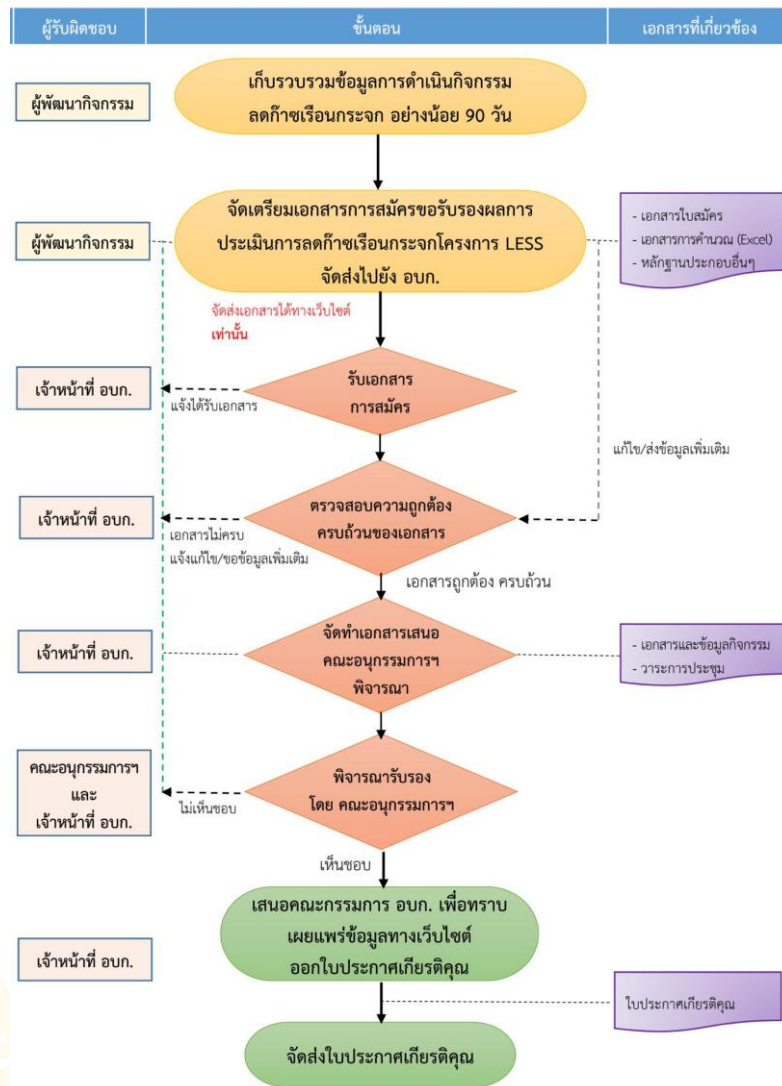 ผู้รับผิดชอบ
ขั้นตอน
เอกสารที่เกี่ยวข้อง
ผู้พัฒนากิจกรรม
เก็บรวบรวมข้อมูลการดำเนินกิจกรรม
ลดก๊าซเรือนกระจก อย่างน้อย 90 วัน
ผู้พัฒนากิจกรรม
จัดเตรียมเอกสารการสมัครขอรับรองผลการ
ประเมินการลดก๊าซเรือนกระจกโครงการ LESS
จัดส่งไปยัง อบก.
- เอกสารใบสมัคร
- เอกสารการคำนวณ (Excel)
- หลักฐานประกอบอื่นๆ
จัดส่งเอกสารได้ทางเว็บไซต์
เท่านั้น
เจ้าหน้าที่ อบก.
แจ้งได้รับเอกสาร
รับเอกสาร
การสมัคร
แก้ไข/ส่งข้อมูลเพิ่มเติม
เจ้าหน้าที่ อบก.
เอกสารไม่ครบ
แจ้งแก้ไข/ขอข้อมูลเพิ่มเติม
ตรวจสอบความถูกต้อง
ครบถ้วนของเอกสาร
เอกสารถูกต้อง ครบถ้วน
เจ้าหน้าที่ อบก.
จัดทำเอกสารเสนอ
คณะอนุกรรมการฯ
พิจารณา
- เอกสารและข้อมูลกิจกรรม
- วาระการประชุม
คณะอนุกรรมการฯ
และ
เจ้าหน้าที่ อบก.
ไม่เห็นชอบ
พิจารณารับรอง
โดย คณะอนุกรรมการฯ
เห็นชอบ
เจ้าหน้าที่ อบก.
เสนอคณะกรรมการ อบก. เพื่อทราบ
เผยแพร่ข้อมูลทางเว็บไซต์
ออกใบประกาศเกียรติคุณ
ใบประกาศเกียรติคุณ
จัดส่งใบประกาศเกียรติคุณ